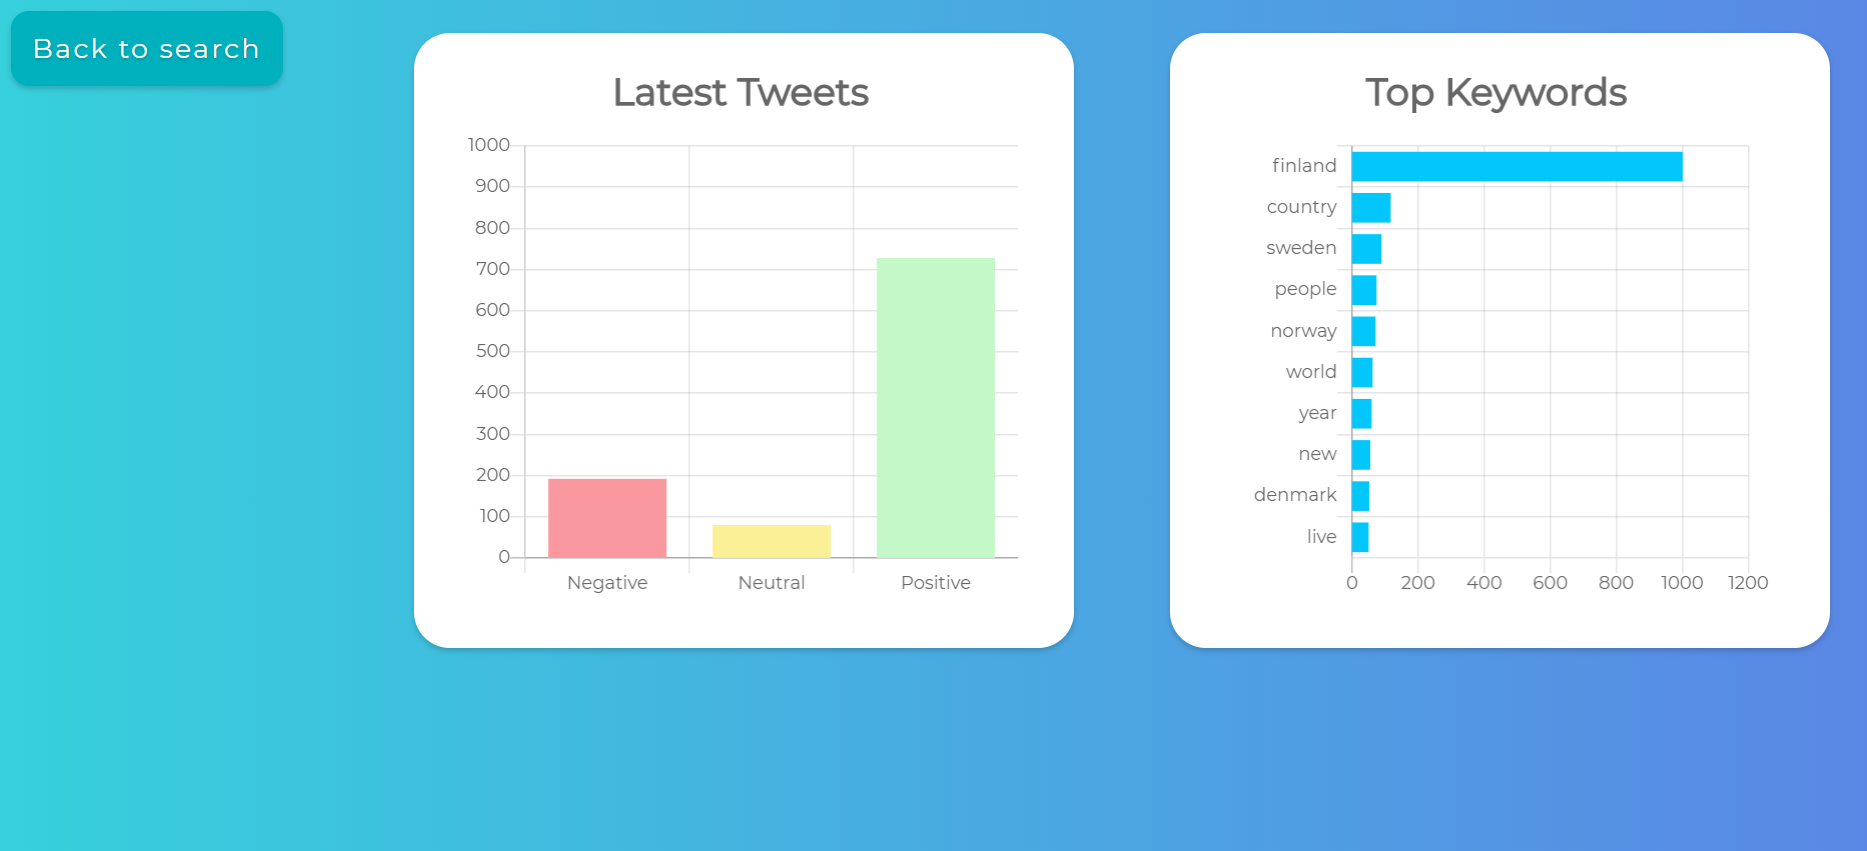 Back to search
Latest Tweets
1000
900
800
700
600
500
400
300
200
100
0
Negative Neutral Positive
Top Keywords
finland
country
sweden
people
norway
world
year
new
denmark
live
0 200 400 600 800 1000 1200